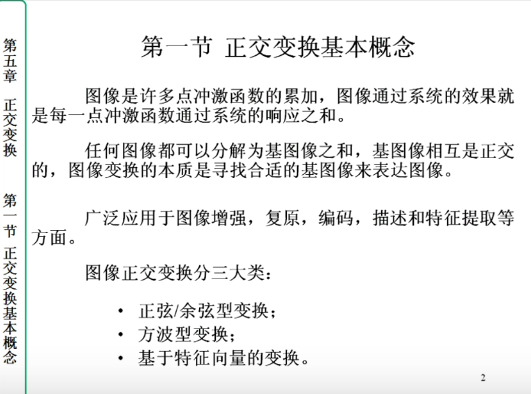 第五章 正交变换 第一节 正交变换基本概念
第一节 正交变换基本概念
图像是许多点冲激函数的累加，图像通过系统的效果就
是每一点冲激函数通过系统的响应之和。
任何图像都可以分解为基图像之和，基图像相互是正交
的，图像变换的本质是寻找合适的基图像来表达图像。
广泛应用于图像增强，复原，编码，描述和特征提取等
方面。
图像正交变换分三大类：
• 正弦/余弦型变换；
• 方波型变换；
• 基于特征向量的变换。
2